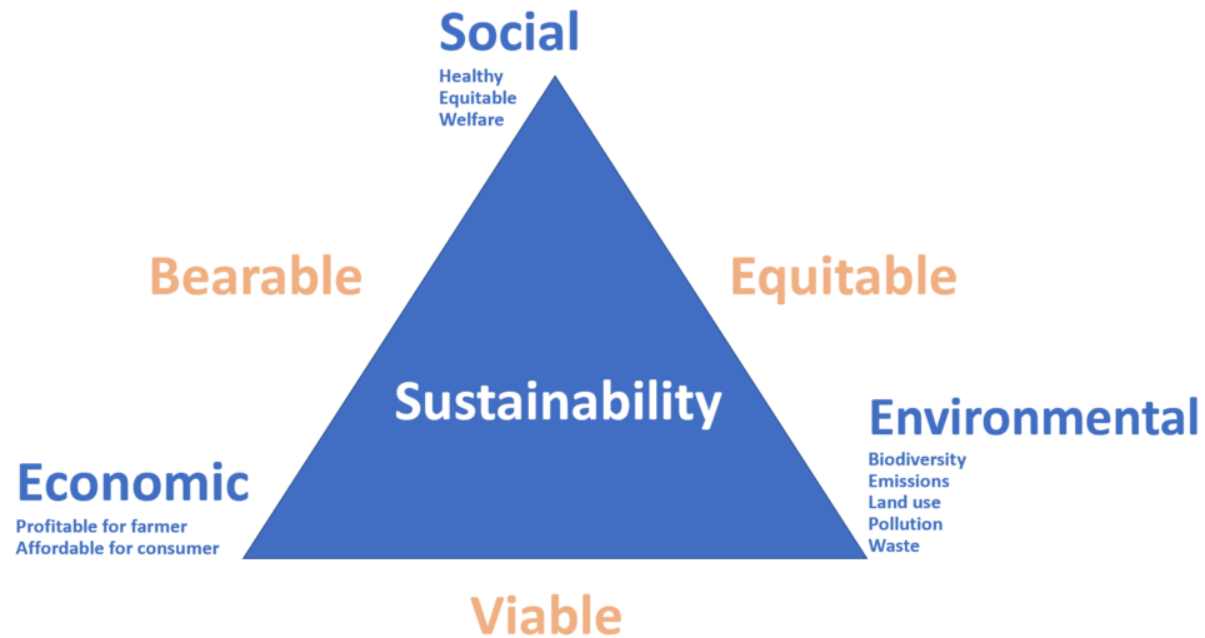 Social
Healthy
Equitable
Welfare
Bearable
Equitable
Sustainability
Economic
Profitable for farmer
Affordable for consumer
Environmental
Biodiversity
Emissions
Land use
Pollution
Waste
Viable